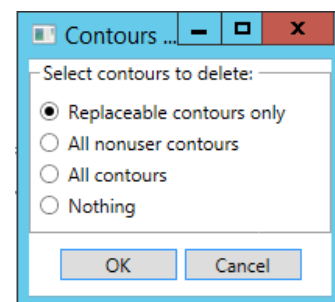 Contours ...
Select contours to delete:
Replaceable contours only
All nonuser contours
All contours
Nothing
OK Cancel